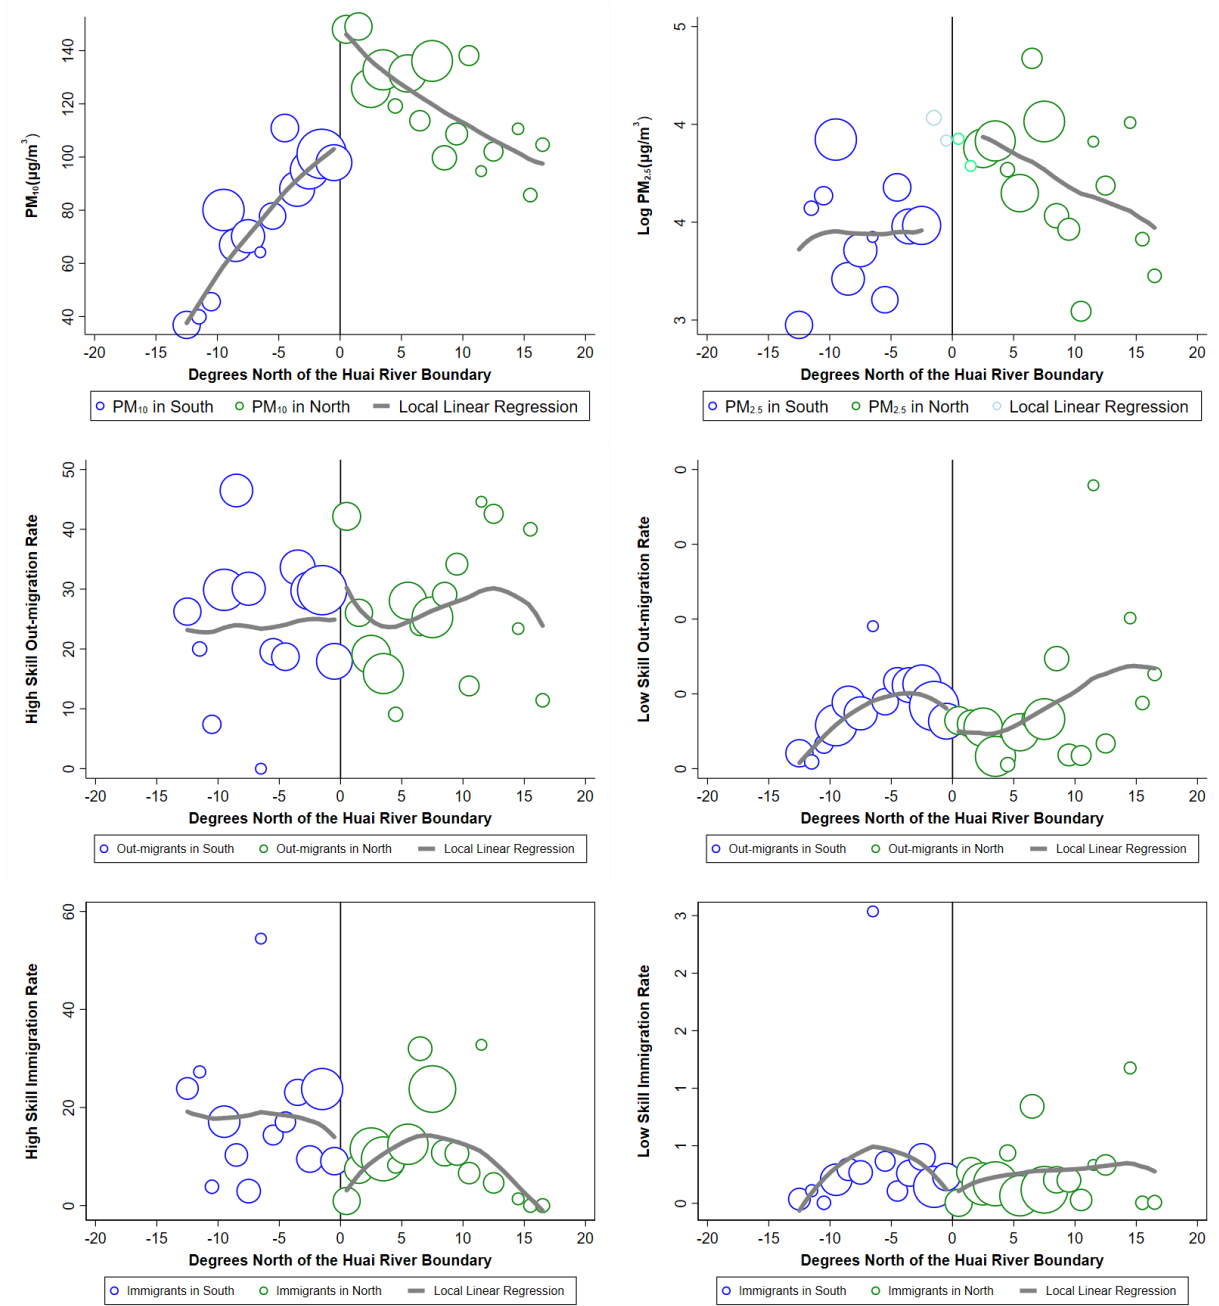 PM₁₀(µg/m³)
140
120
100
80
60
40
-20 -15 -10 -5 0 5 10 15 20
Degrees North of the Huai River Boundary
PM₁₀ in South PM₁₀ in North Local Linear Regression
Log PM₂.₅(µg/m³)
5
4
4
3
-20 -15 -10 -5 0 5 10 15 20
Degrees North of the Huai River Boundary
PM₂.₅ in South PM₂.₅ in North Local Linear Regression
High Skill Out-migration Rate
50
40
30
20
10
0
-20 -15 -10 -5 0 5 10 15 20
Degrees North of the Huai River Boundary
Out-migrants in South Out-migrants in North Local Linear Regression
Low Skill Out-migration Rate
0
0
0
0
0
-20 -15 -10 -5 0 5 10 15 20
Degrees North of the Huai River Boundary
Out-migrants in South Out-migrants in North Local Linear Regression
High Skill Immigration Rate
60
40
20
0
-20 -15 -10 -5 0 5 10 15 20
Degrees North of the Huai River Boundary
Immigrants in South Immigrants in North Local Linear Regression
Low Skill Immigration Rate
3
2
2
1
1
0
-20 -15 -10 -5 0 5 10 15 20
Degrees North of the Huai River Boundary
Immigrants in South Immigrants in North Local Linear Regression